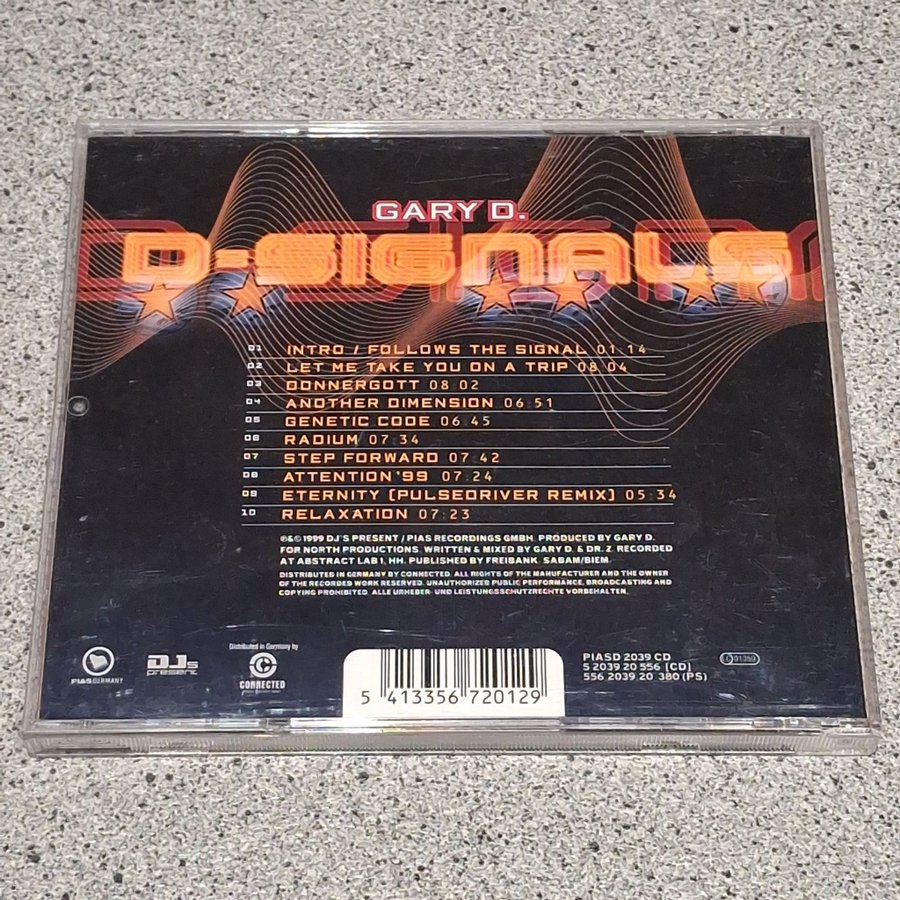 GARY D.
D-SIGNALS
01 INTRO / FOLLOWS THE SIGNAL 01:14
02 LET ME TAKE YOU ON A TRIP 08:04
03 DONNERGOTT 08:02
04 ANOTHER DIMENSION 06:51
05 GENETIC CODE 06:45
06 RADIUM 07:34
07 STEP FORWARD 07:42
08 ATTENTION '99 07:24
09 ETERNITY [PULSEDRIVER REMIX] 05:34
10 RELAXATION 07:23
℗&© 1999 DJ'S PRESENT / PIAS RECORDINGS GMBH. PRODUCED BY GARY D.
FOR NORTH PRODUCTIONS. WRITTEN & MIXED BY GARY D. & DR. Z. RECORDED
AT ABSTRACT LAB 1, HH. PUBLISHED BY FREIBANK. SABAM/BIEM.
DISTRIBUTED IN GERMANY BY CONNECTED. ALL RIGHTS OF THE MANUFACTURER AND THE OWNER
OF THE RECORDED WORK RESERVED. UNAUTHORIZED PUBLIC PERFORMANCE, BROADCASTING AND
COPYING PROHIBITED. ALLE URHEBER- UND LEISTUNGSSCHUTZRECHTE VORBEHALTEN.
PIAS GERMANY
DJs
present
Distributed in Germany by
CONNECTED
5 413356 720129
PIASD 2039 CD
5 2039 20 556 [CD]
556 2039 20 380 (PS)
LC 01359